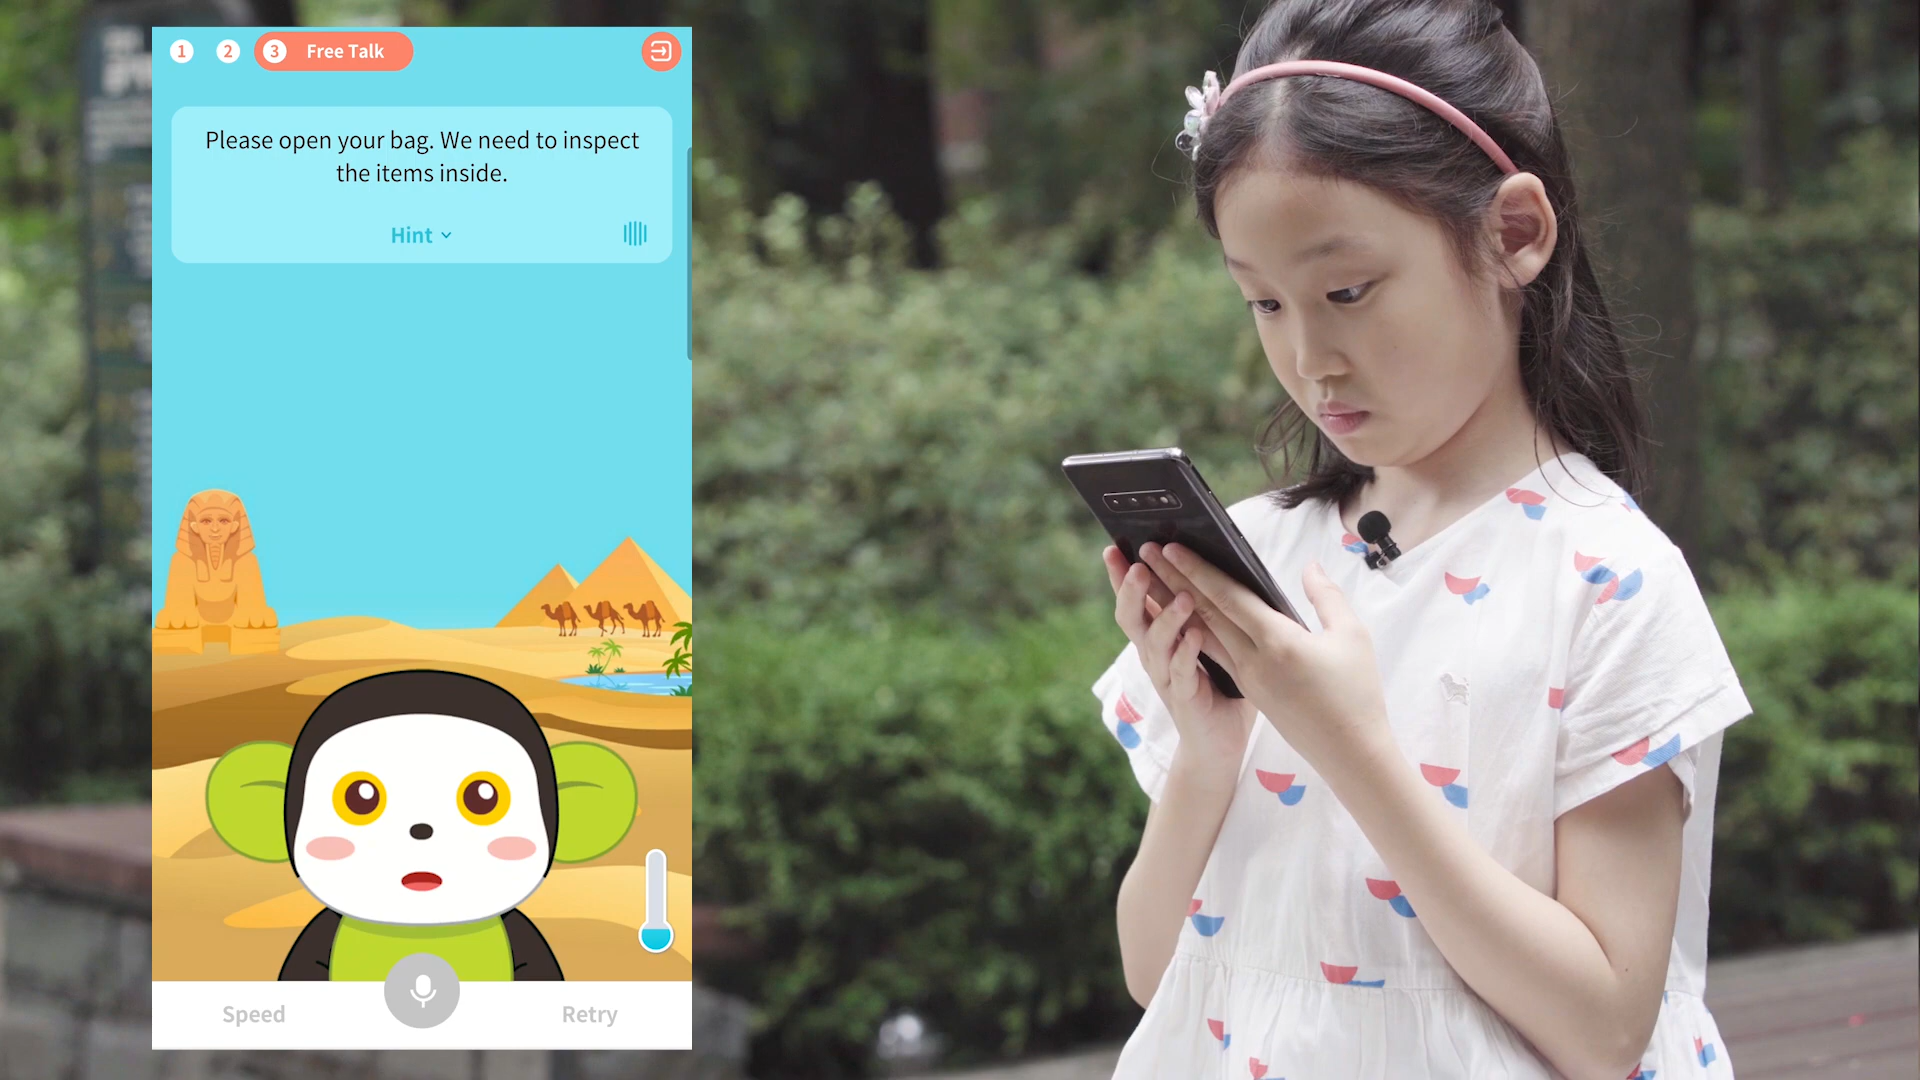 1 2 3 Free Talk
Please open your bag. We need to inspect
the items inside.
Hint
Speed Retry